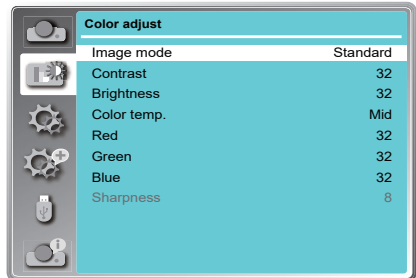 Color adjust
Image mode Standard
Contrast 32
Brightness 32
Color temp. Mid
Red 32
Green 32
Blue 32
Sharpness 8